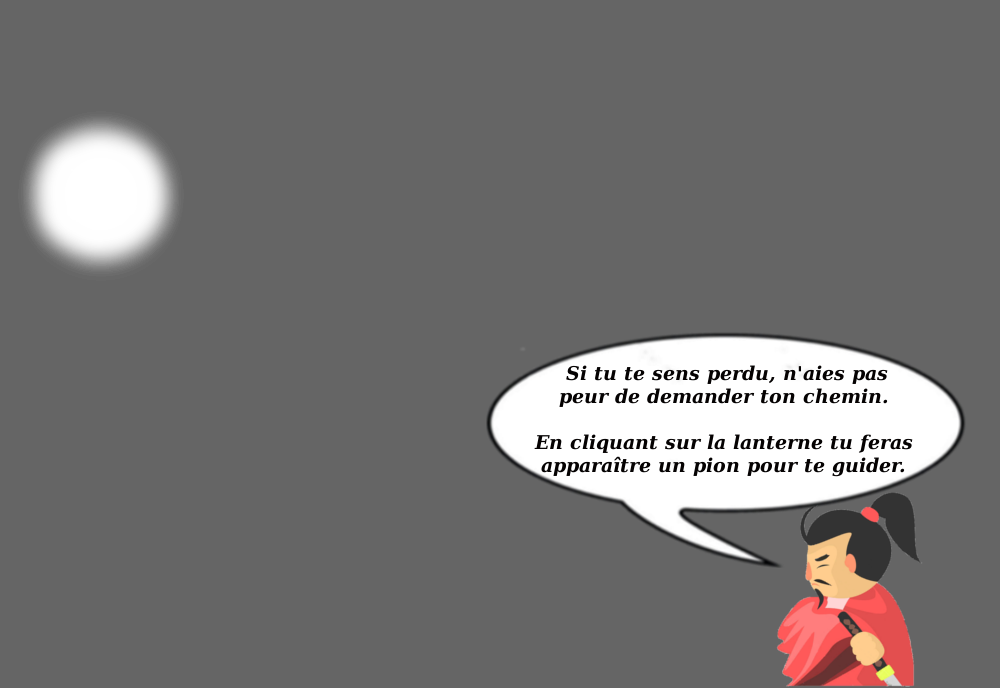 Si tu te sens perdu, n'aies pas
peur de demander ton chemin.
En cliquant sur la lanterne tu feras
apparaître un pion pour te guider.